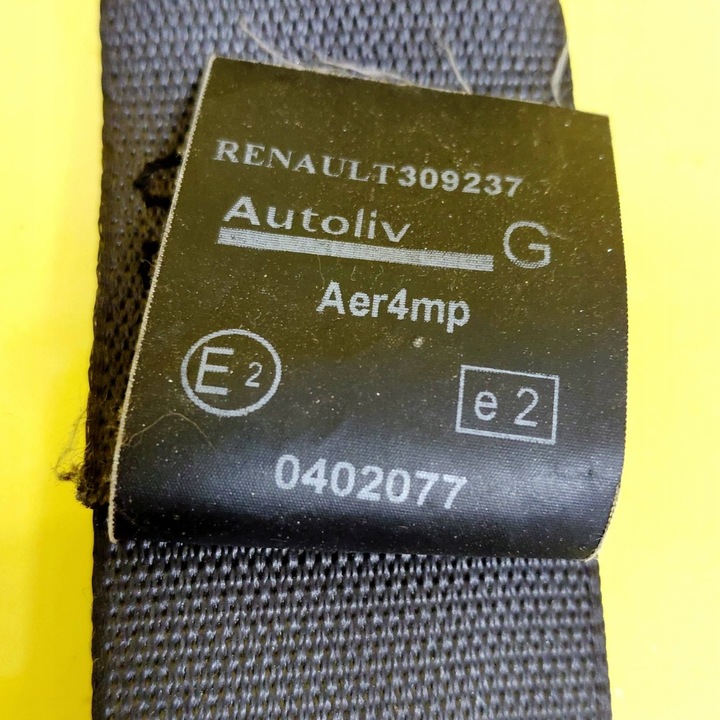 RENAULT309237
Autoliv G
Aer4mp
E2
e 2
0402077